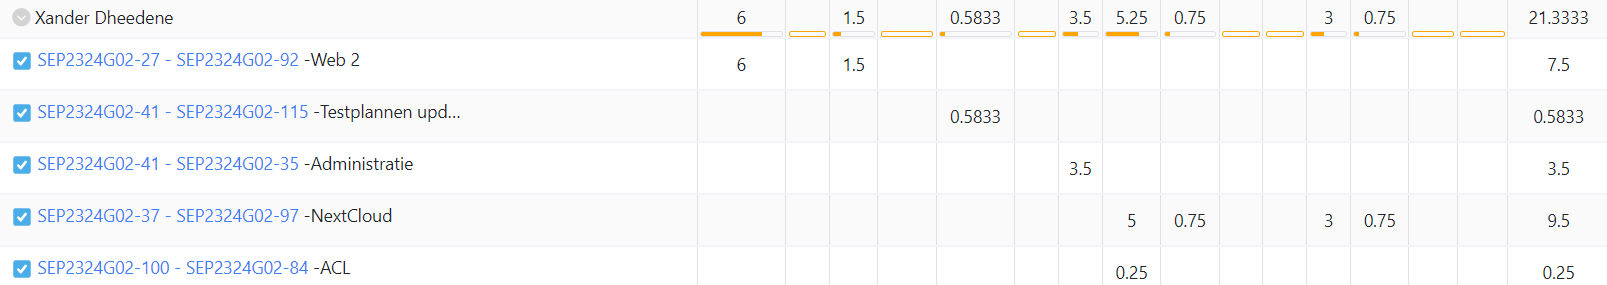 Xander Dheedene 6 1.5 0.5833 3.5 5.25 0.75 3 0.75 21.3333
SEP2324G02-27 - SEP2324G02-92 -Web 2 6 1.5 7.5
SEP2324G02-41 - SEP2324G02-115 -Testplannen upd... 0.5833 0.5833
SEP2324G02-41 - SEP2324G02-35 -Administratie 3.5 3.5
SEP2324G02-37 - SEP2324G02-97 -NextCloud 5 0.75 3 0.75 9.5
SEP2324G02-100 - SEP2324G02-84 -ACL 0.25 0.25